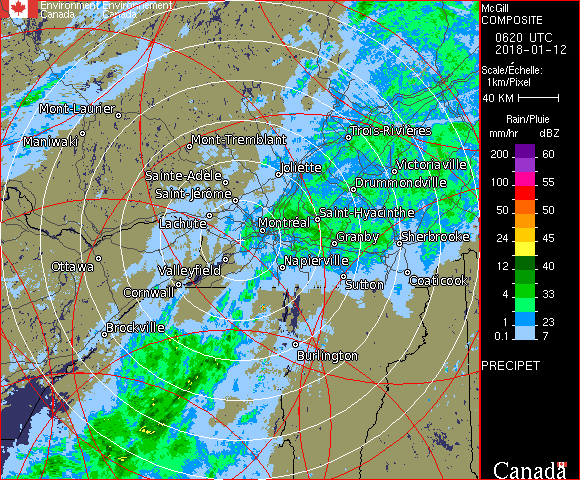 Environment Environnement
Canada Canada
McGill
COMPOSITE
0620 UTC
2018-01-12
Scale/Échelle:
1km/Pixel
40 KM
Rain/Pluie
mm/hr dBZ
200 60
100 55
50 50
24 45
12 40
4 33
1 23
0.1 7
PRECIPET
Canada
Mont-Laurier
Maniwaki
Mont-Tremblant
Trois-Rivières
Sainte-Adele
Joliette
Victoriaville
Saint-Jérôme
Drummondville
Lachute
Montréal
Saint-Hyacinthe
Granby
Sherbrooke
Ottawa
Valleyfield
Napierville
Cornwall
Sutton
Coaticook
Brockville
Burlington